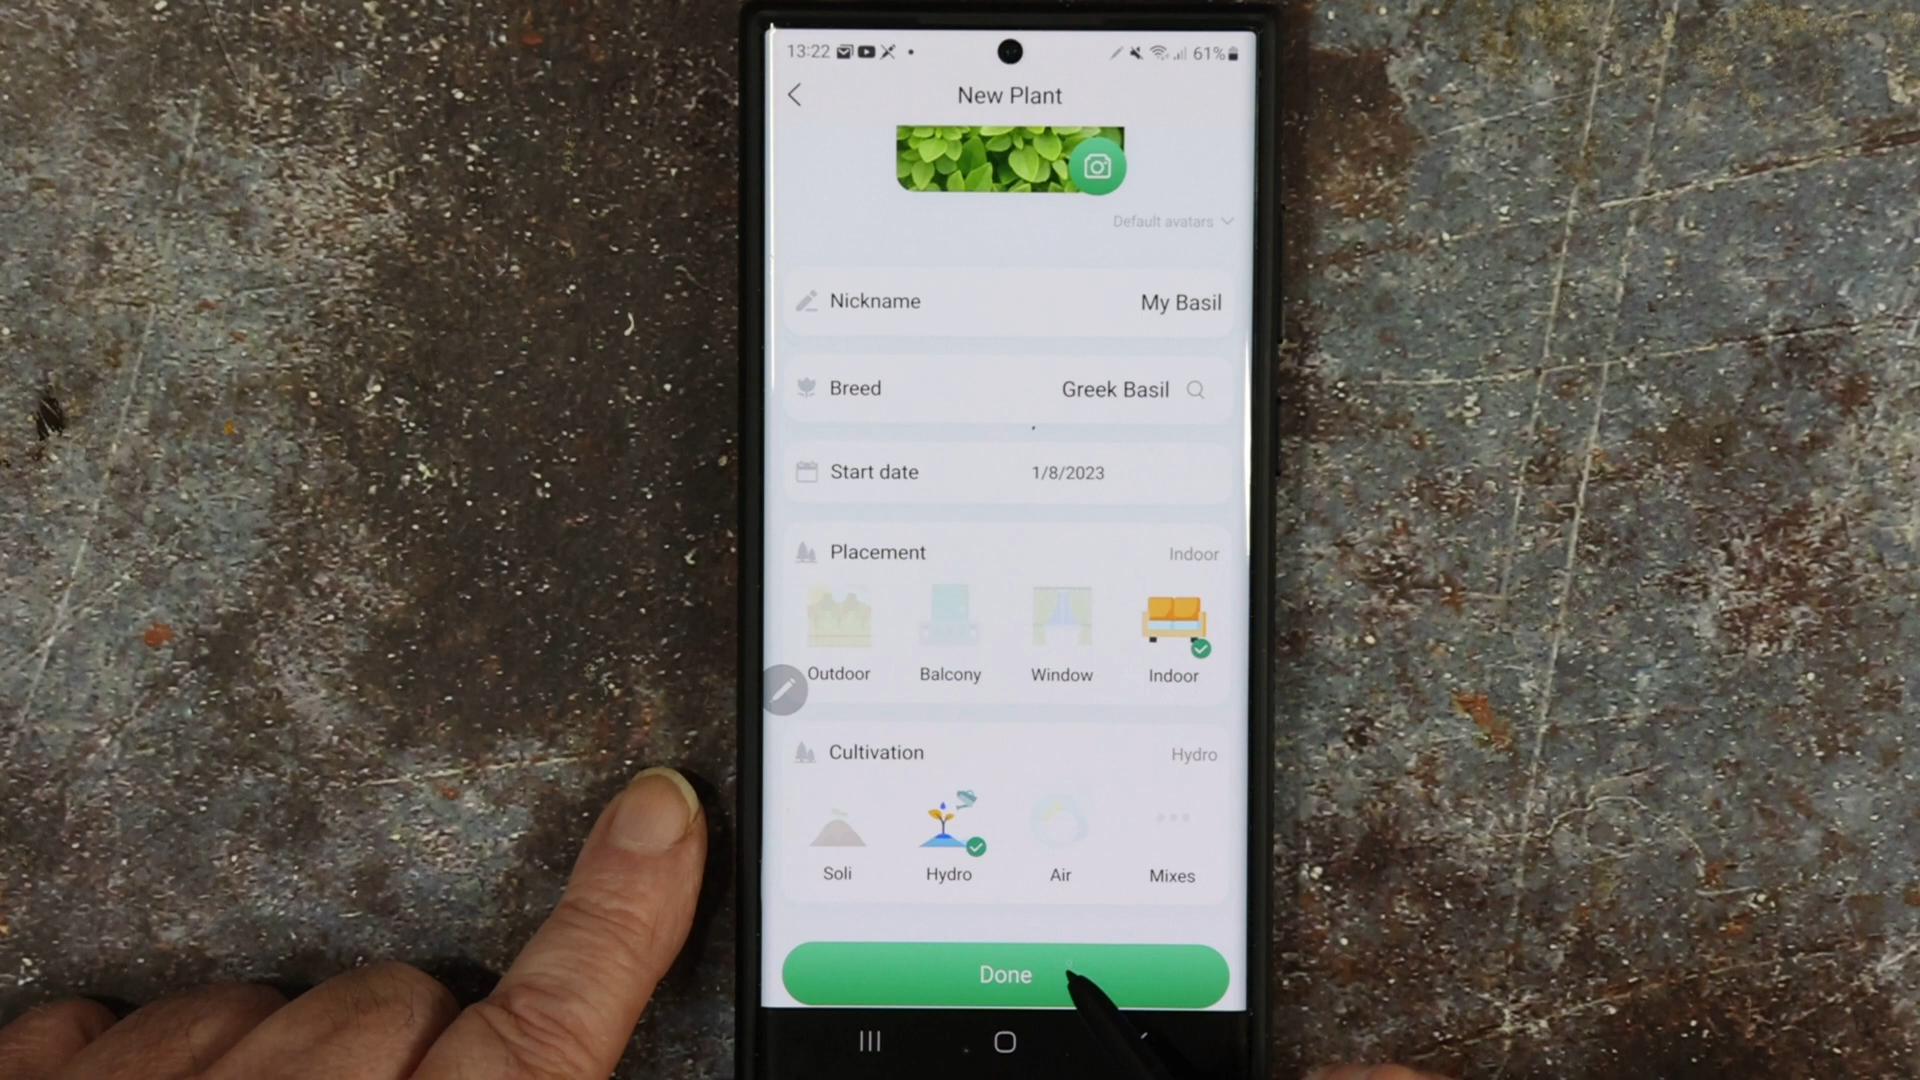 13:22 61%
New Plant
Default avatars
Nickname My Basil
Breed Greek Basil
Start date 1/8/2023
Placement Indoor
Outdoor Balcony Window Indoor
Cultivation Hydro
Soli Hydro Air Mixes
Done